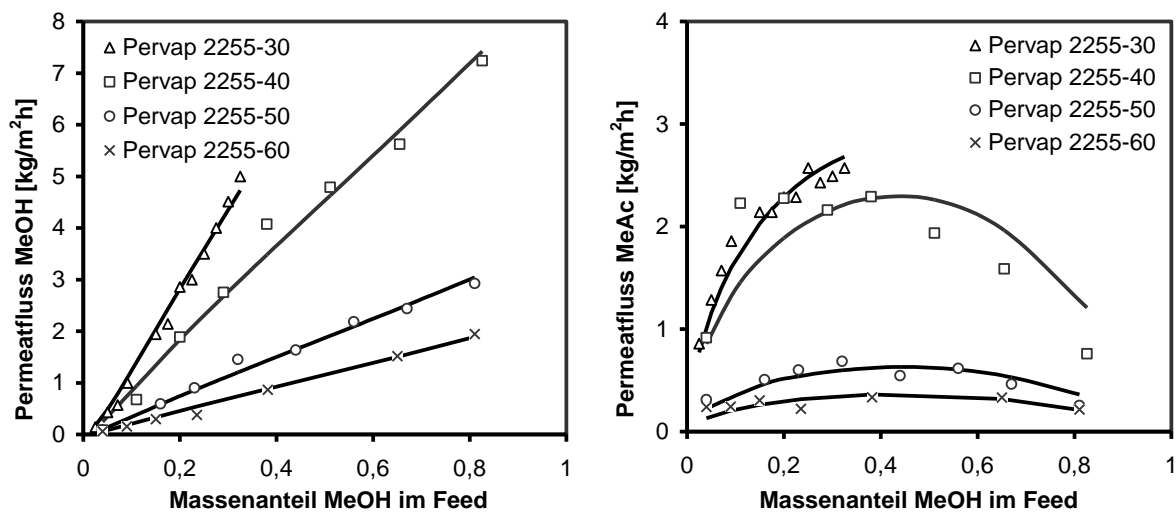 Permeatfluss MeOH [kg/m²h]
8
7
6
5
4
3
2
1
0
Pervap 2255-30
Pervap 2255-40
Pervap 2255-50
Pervap 2255-60
0 0,2 0,4 0,6 0,8 1
Massenanteil MeOH im Feed
Permeatfluss MeAc [kg/m²h]
4
3
2
1
0
Pervap 2255-30
Pervap 2255-40
Pervap 2255-50
Pervap 2255-60
0 0,2 0,4 0,6 0,8 1
Massenanteil MeOH im Feed